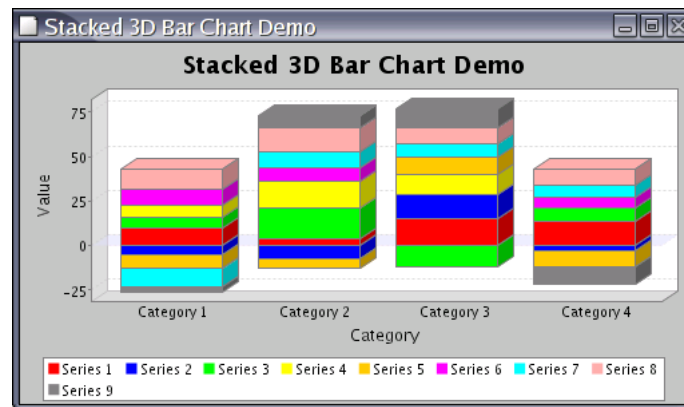 Stacked 3D Bar Chart Demo
Stacked 3D Bar Chart Demo
75
50
25
0
-25
Value
Category 1 Category 2 Category 3 Category 4
Category
Series 1 Series 2 Series 3 Series 4 Series 5 Series 6 Series 7 Series 8
Series 9